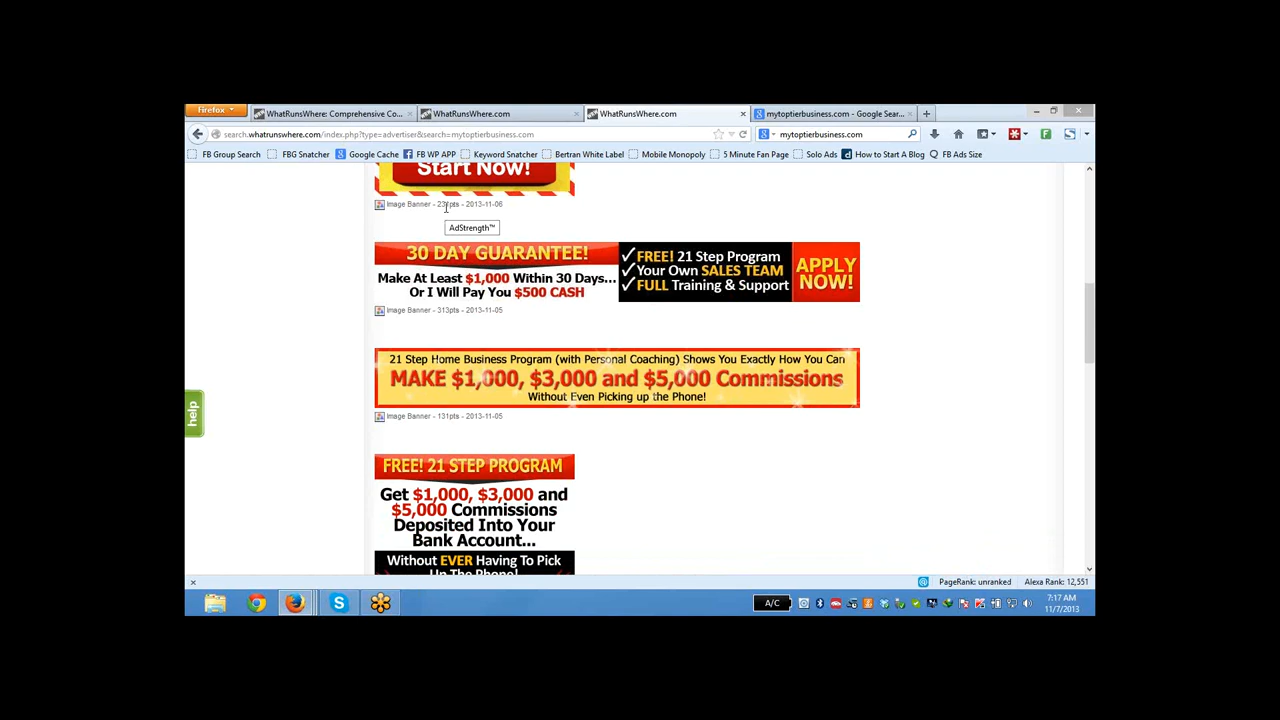 Firefox
WhatRunsWhere: Comprehensive Co...
WhatRunsWhere.com
WhatRunsWhere.com
mytoptierbusiness.com - Google Sear...
search.whatrunswhere.com/index.php?type=advertiser&search=mytoptierbusiness.com
mytoptierbusiness.com
FB Group Search
FBG Snatcher
Google Cache
FB WP APP
Keyword Snatcher
Bertran White Label
Mobile Monopoly
5 Minute Fan Page
Solo Ads
How to Start A Blog
FB Ads Size
Start Now!
Image Banner - 231pts - 2013-11-06
AdStrength™
30 DAY GUARANTEE!
Make At Least $1,000 Within 30 Days...
Or I Will Pay You $500 CASH
✓FREE! 21 Step Program
✓Your Own SALES TEAM
✓FULL Training & Support
APPLY
NOW!
Image Banner - 313pts - 2013-11-05
21 Step Home Business Program (with Personal Coaching) Shows You Exactly How You Can
MAKE $1,000, $3,000 and $5,000 Commissions
Without Even Picking up the Phone!
Image Banner - 131pts - 2013-11-05
help
FREE! 21 STEP PROGRAM
Get $1,000, $3,000 and
$5,000 Commissions
Deposited Into Your
Bank Account...
Without EVER Having To Pick
Up The Phone!
x
PageRank: unranked
Alexa Rank: 12,551
A/C
7:17 AM
11/7/2013